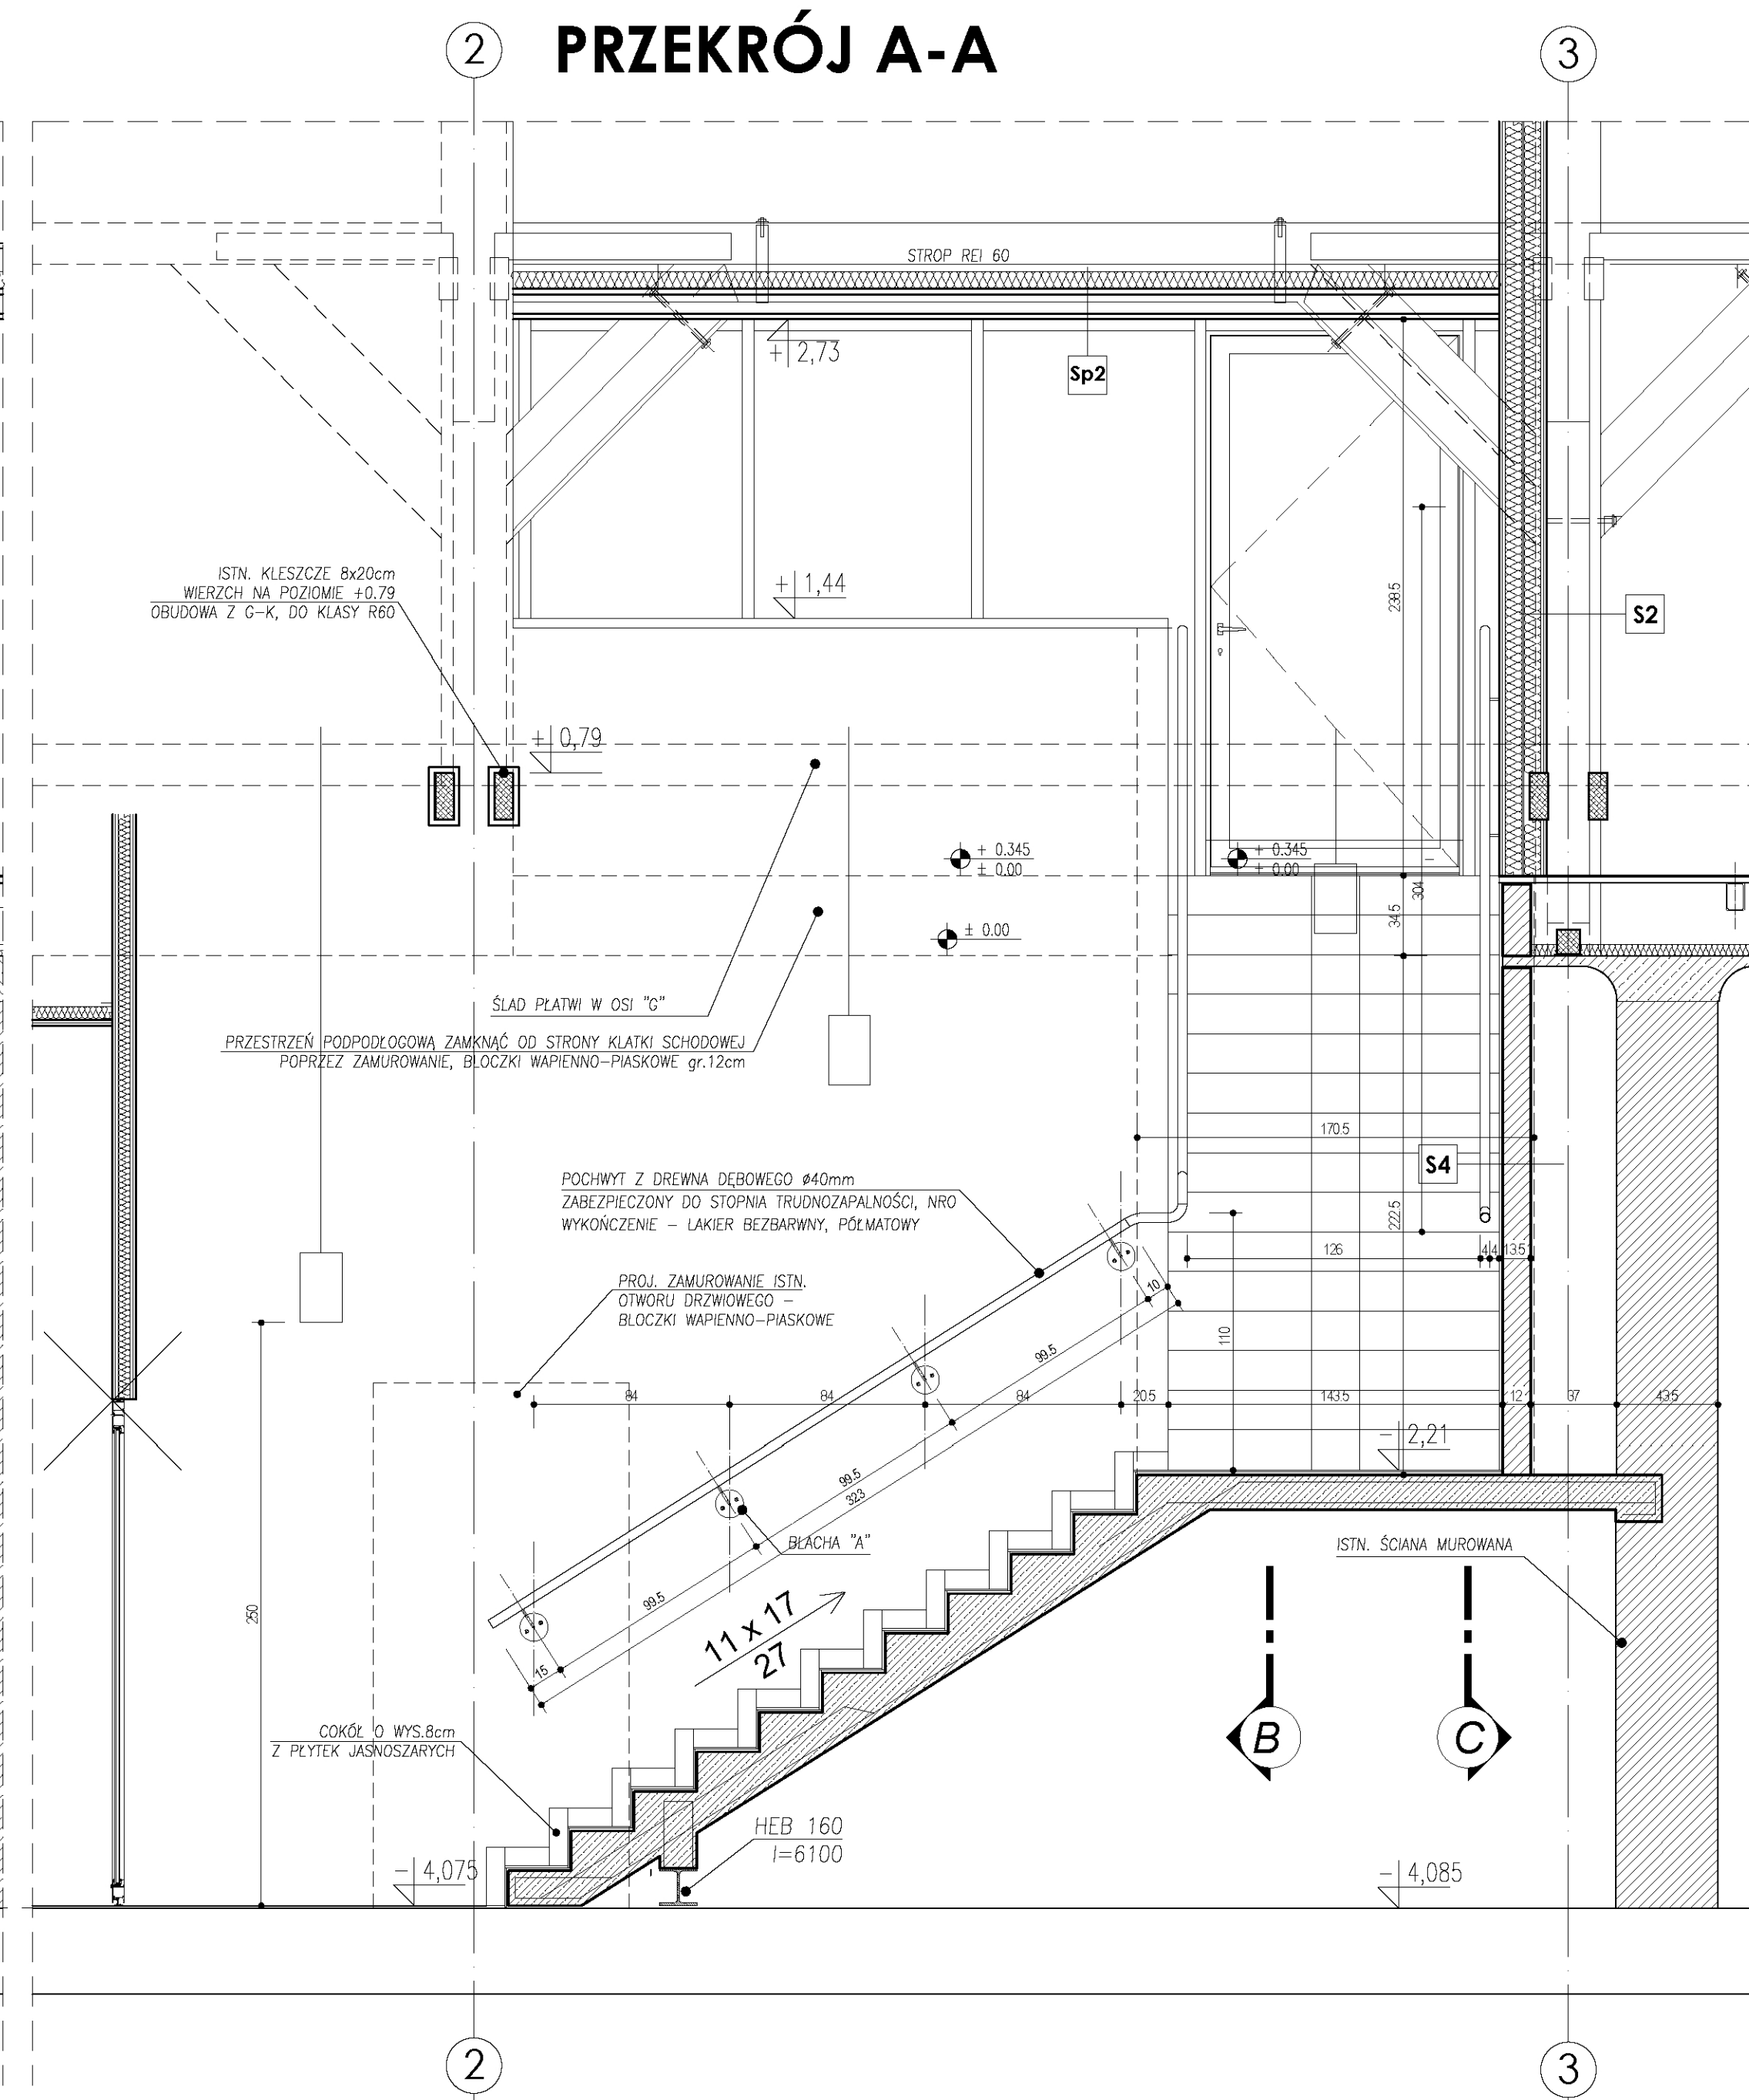 2
PRZEKRÓJ A-A
3
STROP REI 60
+ 2,73
Sp2
ISTN. KLESZCZE 8x20cm
WIERZCH NA POZIOMIE +0.79
OBUDOWA Z G-K, DO KLASY R60
+ 1,44
238.5
S2
+ 0,79
+ 0.345
± 0.00
+ 0.345
± 0.00
304
34.5
± 0.00
ŚLAD PŁATWI W OSI "G"
PRZESTRZEŃ PODPODŁOGOWĄ ZAMKNĄĆ OD STRONY KLATKI SCHODOWEJ
POPRZEZ ZAMUROWANIE, BLOCZKI WAPIENNO-PIASKOWE gr.12cm
170.5
S4
POCHWYT Z DREWNA DĘBOWEGO ø40mm
ZABEZPIECZONY DO STOPNIA TRUDNOZAPALNOŚCI, NRO
WYKOŃCZENIE - LAKIER BEZBARWNY, PÓŁMATOWY
222.5
126
4
4
13.5
PROJ. ZAMUROWANIE ISTN.
OTWORU DRZWIOWEGO -
BLOCZKI WAPIENNO-PIASKOWE
10
110
99.5
84
84
84
20.5
143.5
12
37
43.5
- 2,21
99.5
323
BLACHA "A"
ISTN. ŚCIANA MUROWANA
250
99.5
11 x 17
27
15
COKÓŁ O WYS.8cm
Z PŁYTEK JASNOSZARYCH
B
C
HEB 160
l=6100
- 4,075
- 4,085
2
3